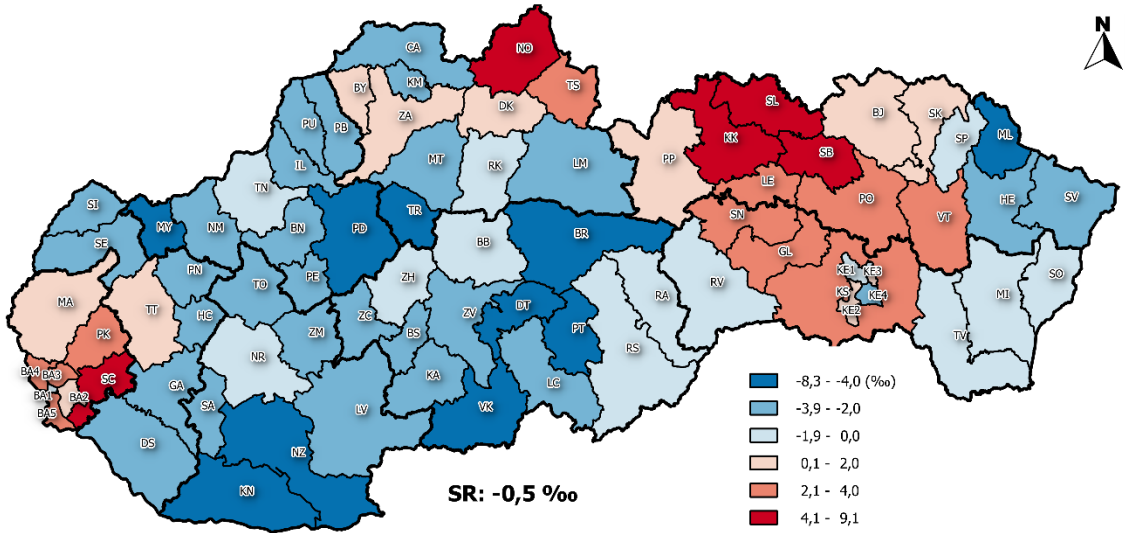 N
CA
NO
KM
BY
TS
DK
ZA
PU
PB
SL
BJ
SK
KK
SP
ML
MT
RK
LM
PP
SB
IL
TN
LE
PO
HE
SV
SI
MY
NM
BN
PD
TR
SN
VT
SE
BB
BR
GL
PN
PE
ZH
KE1
KE3
SO
TO
RV
RA
KS
KE4
MI
MA
TT
HC
ZC
ZV
DT
KE2
PK
ZM
BS
PT
TV
NR
RS
BA4
BA3
SC
GA
KA
LC
BA1
BA2
SA
LV
VK
BA5
DS
NZ
KN
SR: -0,5 ‰
-8,3 - -4,0 (‰)
-3,9 - -2,0
-1,9 - 0,0
0,1 - 2,0
2,1 - 4,0
4,1 - 9,1